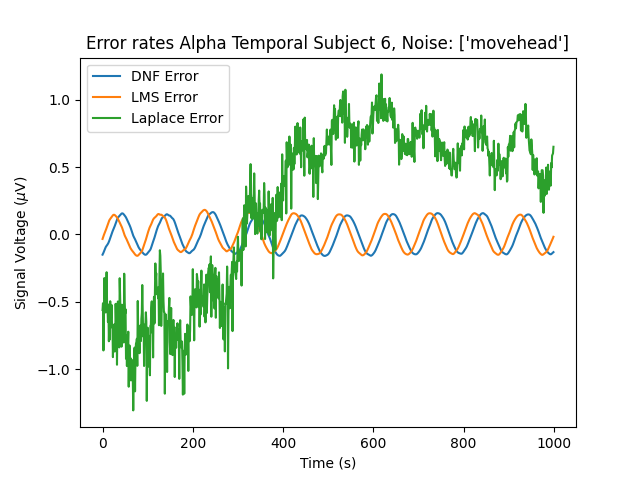 Error rates Alpha Temporal Subject 6, Noise: ['movehead']
DNF Error
LMS Error
Laplace Error
1.0
0.5
0.0
−0.5
−1.0
Signal Voltage (μV)
0 200 400 600 800 1000
Time (s)